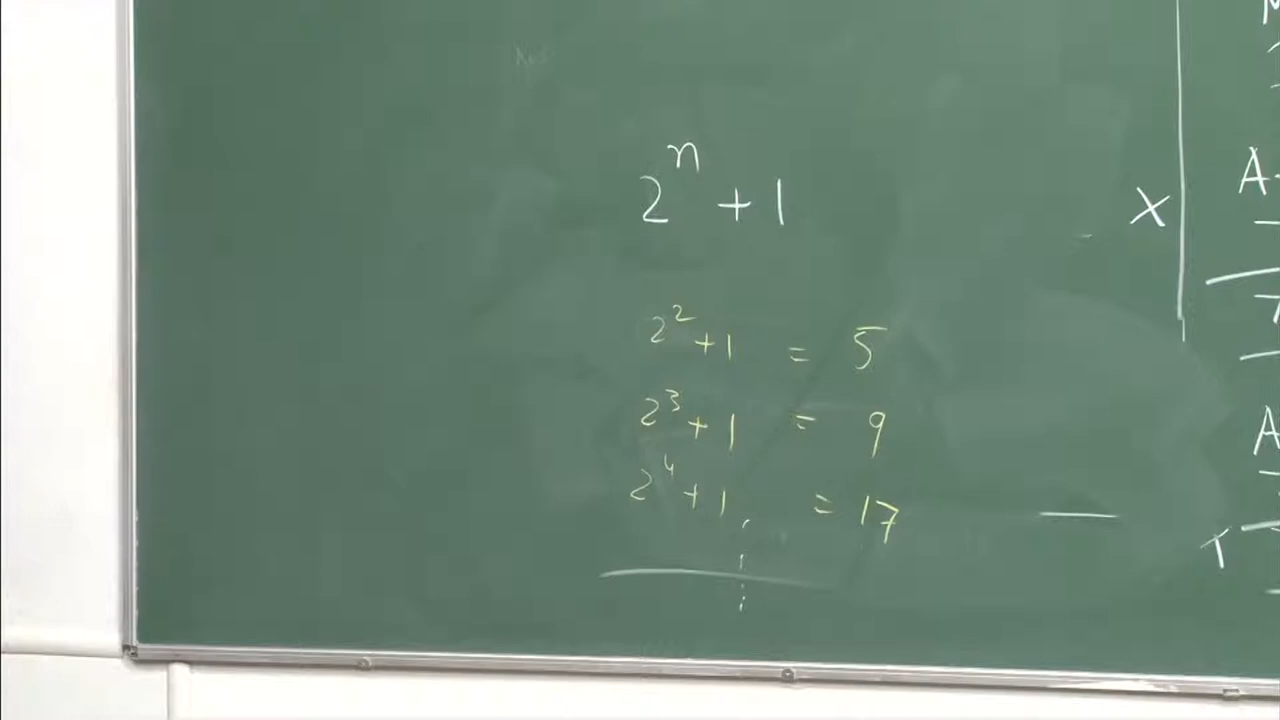 2^n + 1
2^2 + 1 = 5
2^3 + 1 = 9
2^4 + 1 = 17
X
A
A
T